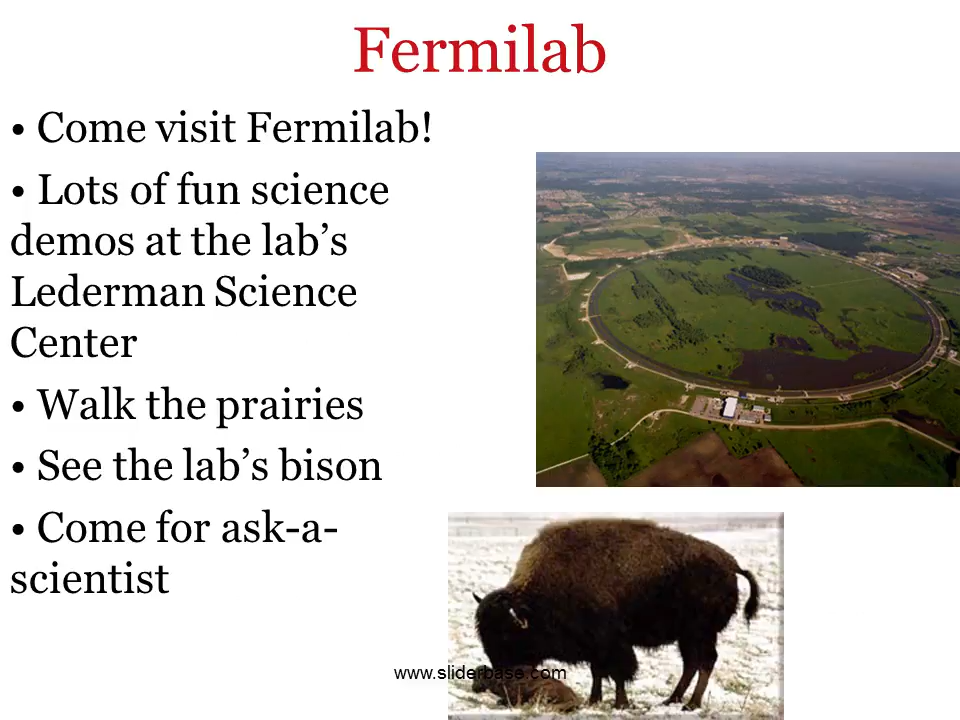 Fermilab
• Come visit Fermilab!
• Lots of fun science
demos at the lab’s
Lederman Science
Center
• Walk the prairies
• See the lab’s bison
• Come for ask-a-
scientist
www.sliderbase.com